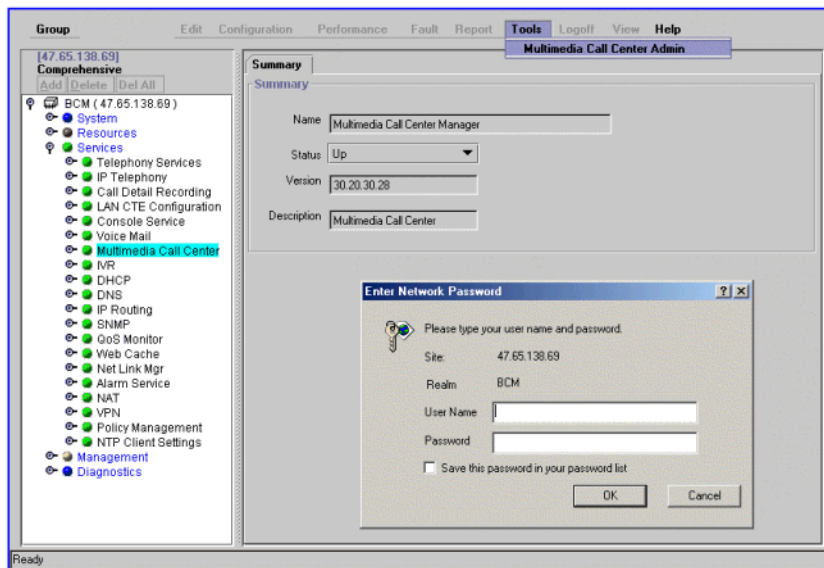 Group Edit Configuration Performance Fault Report Tools Logoff View Help
Multimedia Call Center Admin
[47.65.138.69]
Comprehensive
Add Delete Del All
BCM ( 47.65.138.69 )
System
Resources
Services
Telephony Services
IP Telephony
Call Detail Recording
LAN CTE Configuration
Console Service
Voice Mail
Multimedia Call Center
IVR
DHCP
DNS
IP Routing
SNMP
QoS Monitor
Web Cache
Net Link Mgr
Alarm Service
NAT
VPN
Policy Management
NTP Client Settings
Management
Diagnostics
Summary
Summary
Name Multimedia Call Center Manager
Status Up
Version 30.20.30.28
Description Multimedia Call Center
Enter Network Password
Please type your user name and password.
Site: 47.65.138.69
Realm BCM
User Name
Password
Save this password in your password list
OK Cancel
Ready